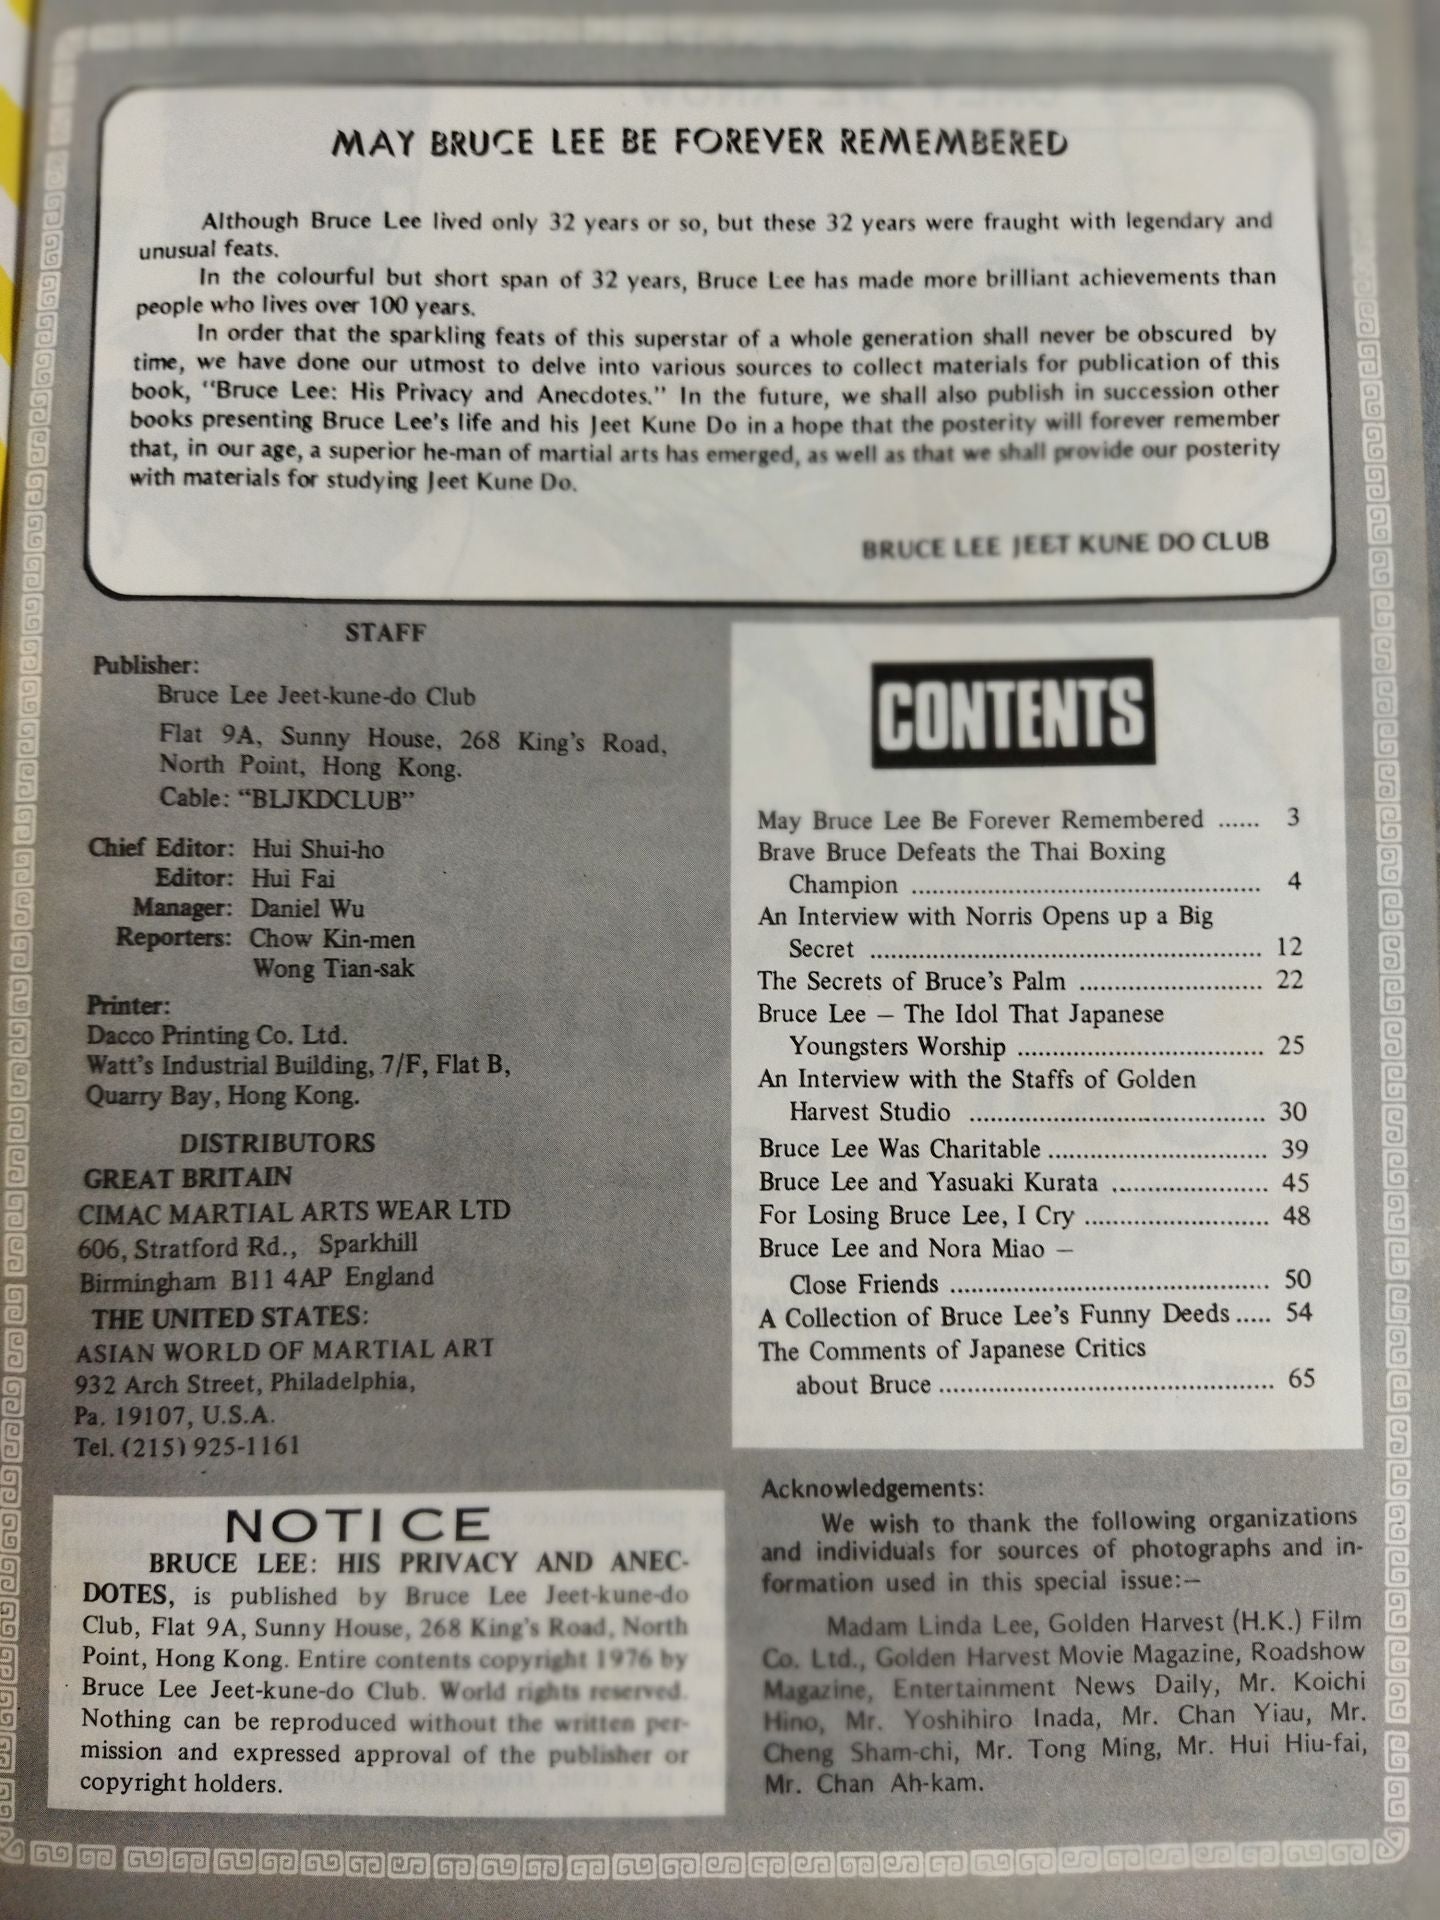 MAY BRUCE LEE BE FOREVER REMEMBERED
Although Bruce Lee lived only 32 years or so, but these 32 years were fraught with legendary and
unusual feats.
In the colourful but short span of 32 years, Bruce Lee has made more brilliant achievements than
people who lives over 100 years.
In order that the sparkling feats of this superstar of a whole generation shall never be obscured by
time, we have done our utmost to delve into various sources to collect materials for publication of this
book, "Bruce Lee: His Privacy and Anecdotes." In the future, we shall also publish in succession other
books presenting Bruce Lee's life and his Jeet Kune Do in a hope that the posterity will forever remember
that, in our age, a superior he-man of martial arts has emerged, as well as that we shall provide our posterity
with materials for studying Jeet Kune Do.
BRUCE LEE JEET KUNE DO CLUB
STAFF
Publisher:
Bruce Lee Jeet-kune-do Club
Flat 9A, Sunny House, 268 King's Road,
North Point, Hong Kong.
Cable: "BLJKDCLUB"
Chief Editor: Hui Shui-ho
Editor: Hui Fai
Manager: Daniel Wu
Reporters: Chow Kin-men
Wong Tian-sak
Printer:
Dacco Printing Co. Ltd.
Watt's Industrial Building, 7/F, Flat B,
Quarry Bay, Hong Kong.
DISTRIBUTORS
GREAT BRITAIN
CIMAC MARTIAL ARTS WEAR LTD
606, Stratford Rd., Sparkhill
Birmingham B11 4AP England
THE UNITED STATES:
ASIAN WORLD OF MARTIAL ART
932 Arch Street, Philadelphia,
Pa. 19107, U.S.A.
Tel. (215) 925-1161
NOTICE
BRUCE LEE: HIS PRIVACY AND ANEC-
DOTES, is published by Bruce Lee Jeet-kune-do
Club, Flat 9A, Sunny House, 268 King's Road, North
Point, Hong Kong. Entire contents copyright 1976 by
Bruce Lee Jeet-kune-do Club. World rights reserved.
Nothing can be reproduced without the written per-
mission and expressed approval of the publisher or
copyright holders.
CONTENTS
May Bruce Lee Be Forever Remembered ...... 3
Brave Bruce Defeats the Thai Boxing
Champion .................................................. 4
An Interview with Norris Opens up a Big
Secret ........................................................ 12
The Secrets of Bruce's Palm .......................... 22
Bruce Lee – The Idol That Japanese
Youngsters Worship ................................... 25
An Interview with the Staffs of Golden
Harvest Studio .......................................... 30
Bruce Lee Was Charitable ............................... 39
Bruce Lee and Yasuaki Kurata ...................... 45
For Losing Bruce Lee, I Cry .......................... 48
Bruce Lee and Nora Miao –
Close Friends ............................................. 50
A Collection of Bruce Lee's Funny Deeds ..... 54
The Comments of Japanese Critics
about Bruce ................................................ 65
Acknowledgements:
We wish to thank the following organizations
and individuals for sources of photographs and in-
formation used in this special issue:–
Madam Linda Lee, Golden Harvest (H.K.) Film
Co. Ltd., Golden Harvest Movie Magazine, Roadshow
Magazine, Entertainment News Daily, Mr. Koichi
Hino, Mr. Yoshihiro Inada, Mr. Chan Yiau, Mr.
Cheng Sham-chi, Mr. Tong Ming, Mr. Hui Hiu-fai,
Mr. Chan Ah-kam.